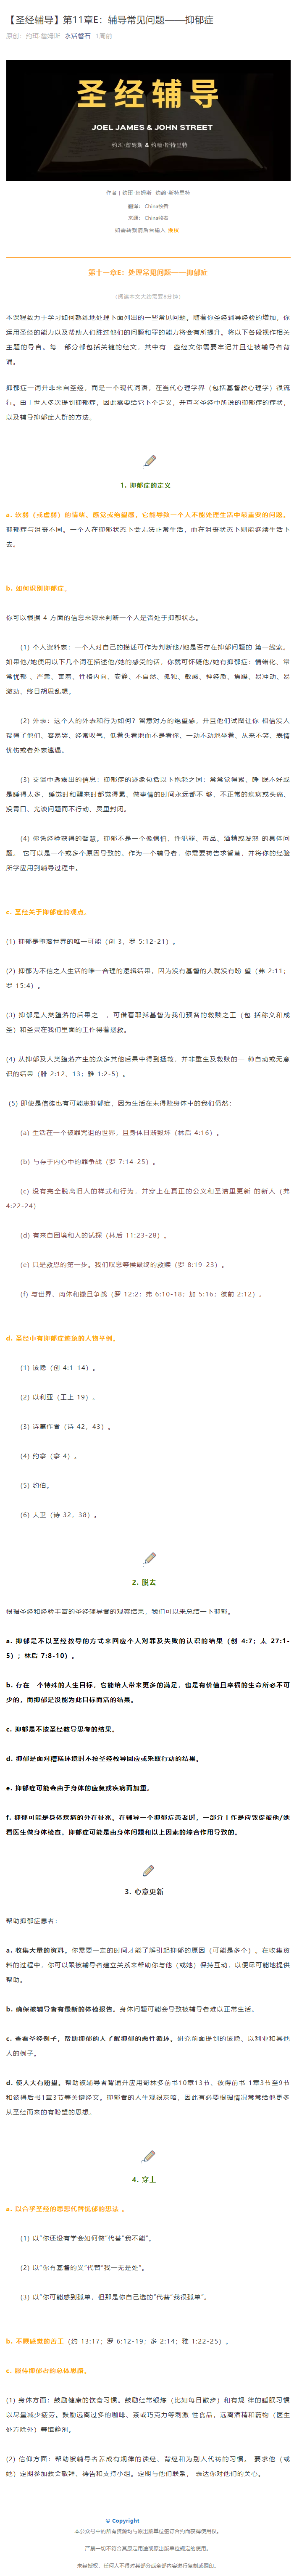 【圣经辅导】第11章E：辅导常见问题——抑郁症
原创：约珥·詹姆斯 永活磐石 1周前
圣经辅导
JOEL JAMES & JOHN STREET
约珥·詹姆斯 & 约翰·斯特里特
作者 | 约珥·詹姆斯 约翰·斯特里特
翻译：China榜奏
来源：China榜奏
如需转载请后台输入 授权
第十一章E：处理常见问题——抑郁症
(阅读本文大约需要8分钟)
本课程致力于学习如何熟练地处理下面列出的一些常见问题。随着你圣经辅导经验的增加，你
运用圣经的能力以及帮助人们胜过他们的问题和罪的能力将会有所提升。将以下各段视作相关
主题的导言。每一部分都包括关键的经文，其中有一些经文你需要牢记并且让被辅导者背
诵。
抑郁症一词并非来自圣经，而是一个现代词语，在当代心理学界（包括基督教心理学）很流
行。由于世人多次提到抑郁症，因此需要给它下个定义，并查考圣经中所说的抑郁症的症状，
以及辅导抑郁症人群的方法。
1. 抑郁症的定义
a. 软弱（或虚弱）的情绪、感觉或绝望感，它能导致一个人不能处理生活中最重要的问题。
抑郁症与沮丧不同。一个人在抑郁状态下会无法正常生活，而在沮丧状态下则能继续生活下
去。
b. 如何识别抑郁症。
你可以根据 4 方面的信息来源来判断一个人是否处于抑郁状态。
(1) 个人资料表：一个人对自己的描述可作为判断他/她是否存在抑郁问题的 第一线索。
如果他/她使用以下几个词在描述他/她的感受的话，你就可怀疑他/她有抑郁症：情绪化、常
常忧郁 、严肃、害羞、性格内向、安静、不自然、孤独、敏感、神经质、焦躁、易冲动、易
激动、终日胡思乱想。
(2) 外表：这个人的外表和行为如何？留意对方的绝望感，并且他们试图让你 相信没人
帮得了他们，容易哭、经常叹气、低着头看地而不是看你、一动不动地坐着、从来不笑、表情
忧伤或者外表邋遢。
(3) 交谈中透露出的信息：抑郁症的迹象包括以下抱怨之词：常常觉得累、睡 眠不好或
是睡得太多、睡觉时和醒来时都觉得累、做事情的时间永远都不 够、不正常的疾病或头痛、
没胃口、光谈问题而不行动、灵里封闭。
(4) 你凭经验获得的智慧。抑郁不是一个像惧怕、性犯罪、毒品、酒精或发怒 的具体问
题。 它可以是一个或多个原因导致的。作为一个辅导者，你需要祷告求智慧，并将你的经验
所学应用到辅导过程中。
c. 圣经关于抑郁症的观点。
(1) 抑郁是堕落世界的唯一可能（创 3，罗 5:12-21）。
(2) 抑郁为不信之人生活的唯一合理的逻辑结果，因为没有基督的人就没有盼 望（弗 2:11；
罗 15:4）。
(3) 抑郁是人类堕落的后果之一，可借着耶稣基督为我们预备的救赎之工（包 括称义和成
圣）和圣灵在我们里面的工作得着拯救。
(4) 从抑郁及人类堕落产生的众多其他后果中得到拯救，并非重生及救赎的一 种自动或无意
识的结果（腓 2:12，13；雅 1:2-5）。
(5) 即使是信徒也有可能患抑郁症，因为生活在未得赎身体中的我们仍然：
(a) 生活在一个被罪咒诅的世界，且身体日渐毁坏（林后 4:16）。
(b) 与存于内心中的罪争战（罗 7:14-25）。
(c) 没有完全脱离旧人的样式和行为，并穿上在真正的公义和圣洁里更新 的新人（弗
4:22-24）
(d) 有来自困境和人的试探（林后 11:23-28）。
(e) 只是救恩的第一步。我们叹息等候最终的救赎（罗 8:19-23）。
(f) 与世界、肉体和撒旦争战（罗 12:2；弗 6:10-18；加 5:16；彼前 2:12）。
d. 圣经中有抑郁症迹象的人物举例。
(1) 该隐（创 4:1-14）。
(2) 以利亚（王上 19）。
(3) 诗篇作者（诗 42，43）。
(4) 约拿（拿 4）。
(5) 约伯。
(6) 大卫（诗 32，38）。
2. 脱去
根据圣经和经验丰富的圣经辅导者的观察结果，我们可以来总结一下抑郁。
a. 抑郁是不以圣经教导的方式来回应个人对罪及失败的认识的结果（创 4:7；太 27:1-
5）；林后 7:8-10）。
b. 存在一个特殊的人生目标，它能给人带来更多的满足，也是有价值且幸福的生命所必不可
少的，而抑郁是没能为此目标而活的结果。
c. 抑郁是不按圣经教导思考的结果。
d. 抑郁是面对糟糕环境时不按圣经教导回应或采取行动的结果。
e. 抑郁症可能会由于身体的疲惫或疾病而加重。
f. 抑郁可能是身体疾病的外在征兆。在辅导一个抑郁症患者时，一部分工作是应敦促被他/她
看医生做身体检查。抑郁症可能是由身体问题和以上因素的综合作用导致的。
3. 心意更新
帮助抑郁症患者：
a. 收集大量的资料。你需要一定的时间才能了解引起抑郁的原因（可能是多个）。在收集资
料的过程中，你可以跟被辅导者建立关系来帮助你与他（或她）保持互动，以便尽可能地提供
帮助。
b. 确保被辅导者有最新的体检报告。身体问题可能会导致被辅导者难以正常生活。
c. 查看圣经例子，帮助抑郁的人了解抑郁的恶性循环。研究前面提到的该隐、以利亚和其他
人的例子。
d. 使人大有盼望。帮助被辅导者背诵并应用哥林多前书10章13节，彼得前书 1章3节至9节
和彼得后书1章3节等关键经文。抑郁者的人生观很灰暗，因此有必要根据情况常常给他更多
从圣经而来的有盼望的思想。
4. 穿上
a. 以合乎圣经的思想代替忧郁的想法 。
(1) 以“你还没有学会如何做”代替“我不能”。
(2) 以“你有基督的义”代替“我一无是处”。
(3) 以“你可能感到孤单，但那是你自己选的”代替“我很孤单”。
b. 不顾感觉的善工（约 13:17；罗 6:12-19；多 2:14；雅 1:22-25）。
c. 服侍抑郁者的总体思路。
(1) 身体方面：鼓励健康的饮食习惯。鼓励经常锻炼（比如每日散步）和有规 律的睡眠习惯
以尽量减少疲劳。鼓励远离过多的咖啡、茶或巧克力等刺激 性食品，远离酒精和药物（医生
处方除外）等镇静剂。
(2) 信仰方面：帮助被辅导者养成有规律的读经、背经和为别人代祷的习惯。 要求他（或
她）定期参加教会敬拜，祷告和支持小组。定期与他们联系， 表达你对他们的关心。
© Copyright
本公众号中的所有资源均与原出版单位签订合约而获得使用权。
严禁一切不符合其原定用途或原出版单位规定的使用。
未经授权，任何人不得对其部分或全部内容进行复制或翻印。